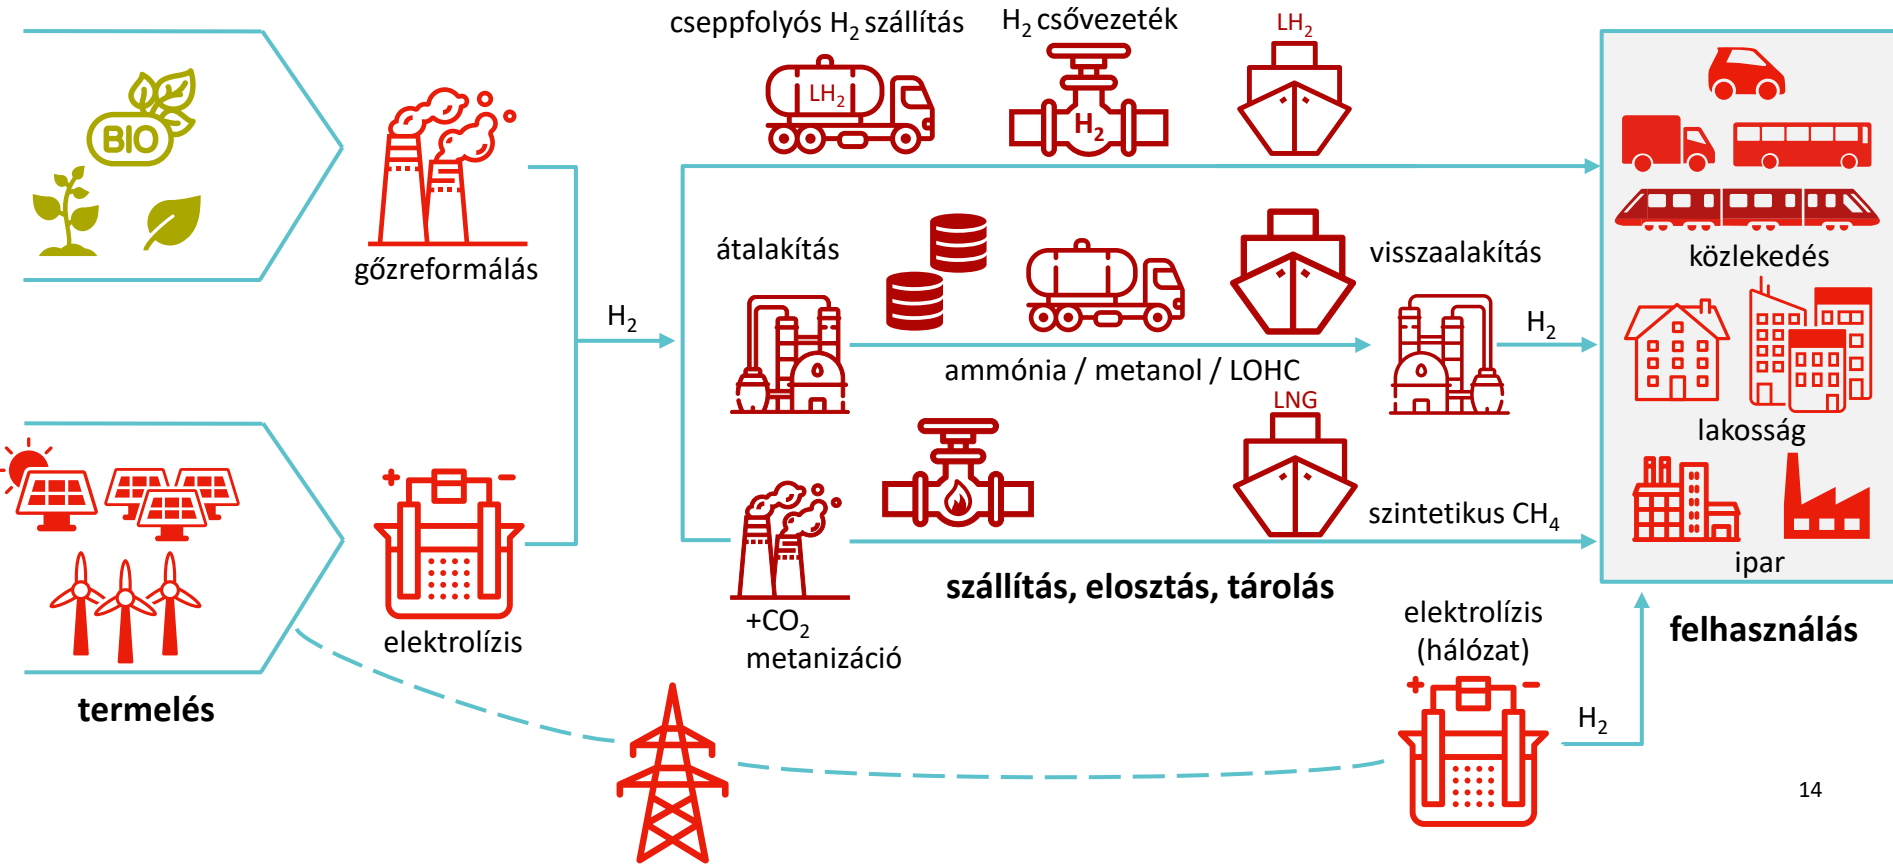 cseppfolyós H₂ szállítás
H₂ csővezeték
LH₂
LH₂
H₂
BIO
gőzreformálás
átalakítás
visszaalakítás
közlekedés
H₂
H₂
ammónia / metanol / LOHC
LNG
lakosság
+ −
szintetikus CH₄
ipar
elektrolízis
+CO₂
metanizáció
szállítás, elosztás, tárolás
elektrolízis
(hálózat)
felhasználás
termelés
+ −
H₂
14